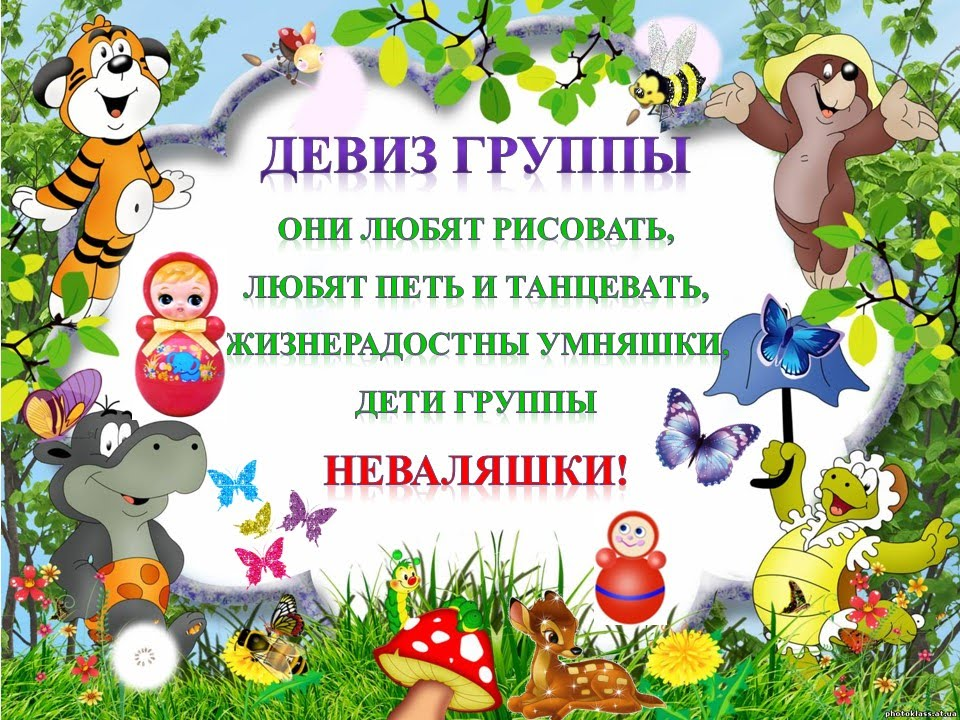 ДЕВИЗ ГРУППЫ
ОНИ ЛЮБЯТ РИСОВАТЬ,
ЛЮБЯТ ПЕТЬ И ТАНЦЕВАТЬ,
ЖИЗНЕРАДОСТНЫ УМНЯШКИ,
ДЕТИ ГРУППЫ
НЕВАЛЯШКИ!
photoklass.at.ua